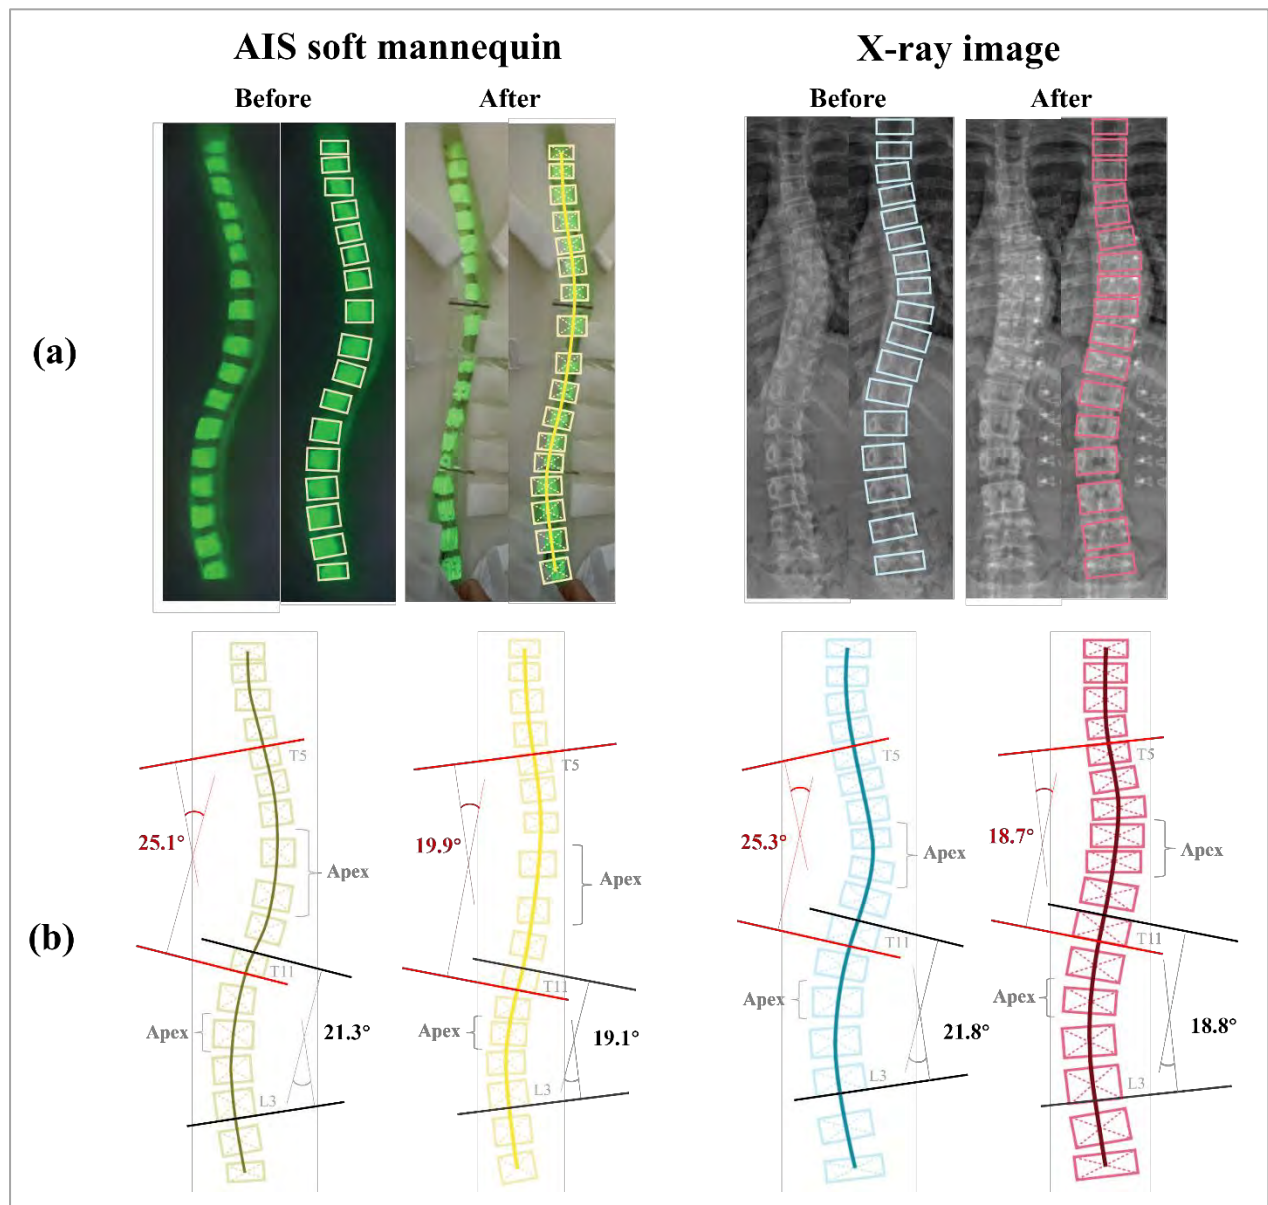 AIS soft mannequin
X-ray image
Before
After
Before
After
(a)
(b)
T5
25.1°
Apex
T11
Apex
21.3°
L3
T5
19.9°
Apex
T11
Apex
19.1°
T5
25.3°
Apex
T11
Apex
21.8°
L3
T5
18.7°
Apex
T11
Apex
18.8°
L3